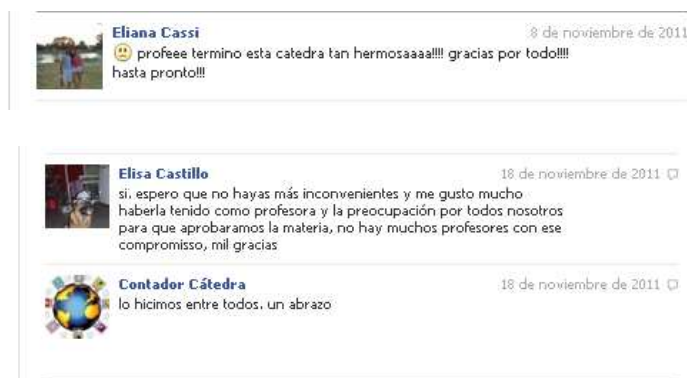 Eliana Cassi 8 de noviembre de 2011
profeee termino esta catedra tan hermosaaaa!!!! gracias por todo!!!!
hasta pronto!!!
Elisa Castillo 18 de noviembre de 2011
si. espero que no hayas más inconvenientes y me gusto mucho
haberla tenido como profesora y la preocupación por todos nosotros
para que aprobaramos la materia, no hay muchos profesores con ese
compromisso, mil gracias
Contador Cátedra 18 de noviembre de 2011
lo hicimos entre todos. un abrazo